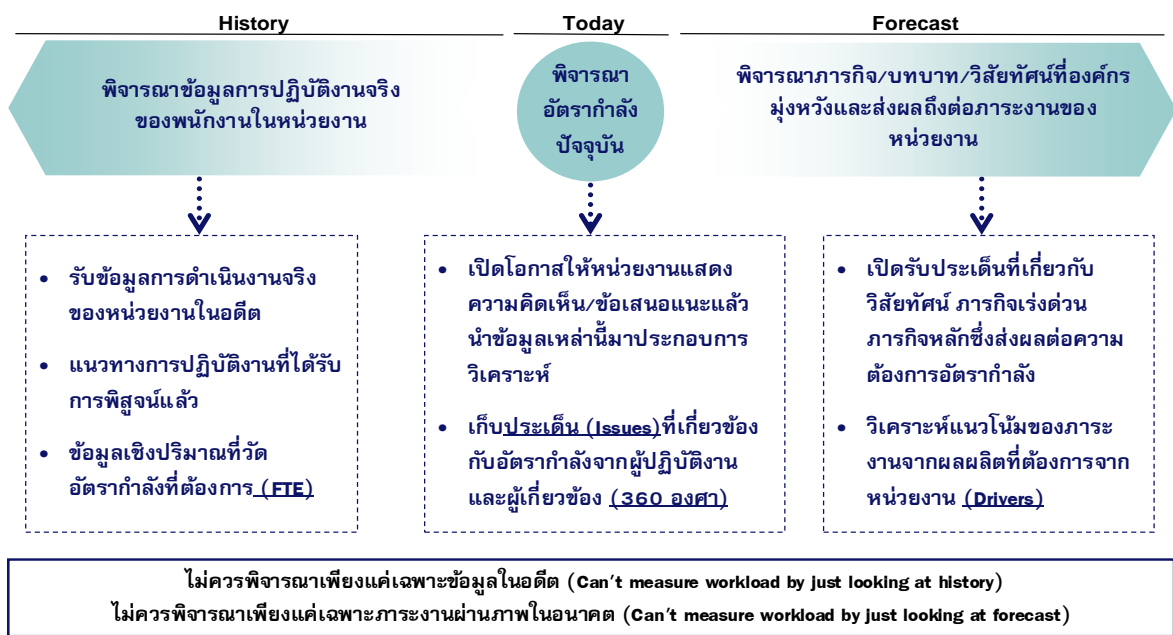 History
Today
Forecast
พิจารณาข้อมูลการปฏิบัติงานจริง
ของพนักงานในหน่วยงาน
พิจารณา
อัตรากำลัง
ปัจจุบัน
พิจารณาภารกิจ/บทบาท/วิสัยทัศน์ที่องค์กร
มุ่งหวังและส่งผลถึงต่อภาระงานของ
หน่วยงาน
• รับข้อมูลการดำเนินงานจริง
ของหน่วยงานในอดีต
• แนวทางการปฏิบัติงานที่ได้รับ
การพิสูจน์แล้ว
• ข้อมูลเชิงปริมาณที่วัด
อัตรากำลังที่ต้องการ (FTE)
• เปิดโอกาสให้หน่วยงานแสดง
ความคิดเห็น/ข้อเสนอแนะแล้ว
นำข้อมูลเหล่านี้มาประกอบการ
วิเคราะห์
• เก็บประเด็น (Issues)ที่เกี่ยวข้อง
กับอัตรากำลังจากผู้ปฏิบัติงาน
และผู้เกี่ยวข้อง (360 องศา)
• เปิดรับประเด็นที่เกี่ยวกับ
วิสัยทัศน์ ภารกิจเร่งด่วน
ภารกิจหลักซึ่งส่งผลต่อความ
ต้องการอัตรากำลัง
• วิเคราะห์แนวโน้มของภาระ
งานจากผลผลิตที่ต้องการจาก
หน่วยงาน (Drivers)
ไม่ควรพิจารณาเพียงแค่เฉพาะข้อมูลในอดีต (Can't measure workload by just looking at history)
ไม่ควรพิจารณาเพียงแค่เฉพาะภาระงานผ่านภาพในอนาคต (Can't measure workload by just looking at forecast)